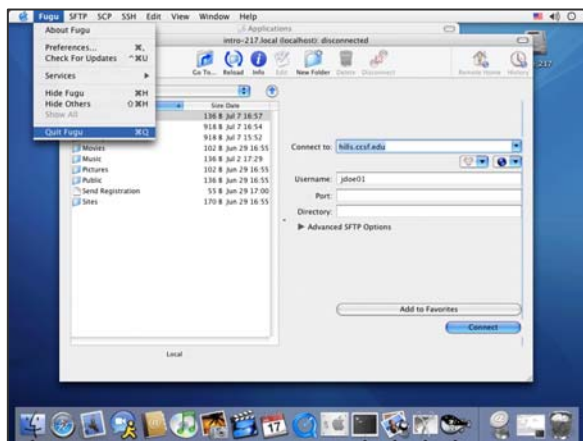 Fugu SFTP SCP SSH Edit View Window Help
About Fugu
Preferences... ⌘,
Check For Updates ^⌘U
Services
Hide Fugu ⌘H
Hide Others ⇧⌘H
Show All
Quit Fugu ⌘Q
Applications
intro-217.local (localhost): disconnected
Go To... Reload Info Edit New Folder Delete Disconnect Remote Home History
Size Date
136 B Jul 7 16:57
918 B Jul 7 16:54
918 B Jul 7 15:52
Movies 102 B Jun 29 16:55
Music 136 B Jul 2 17:29
Pictures 102 B Jun 29 16:55
Public 136 B Jun 29 16:55
Send Registration 55 B Jun 29 17:00
Sites 170 B Jun 29 16:55
Connect to: hills.ccsf.edu
Username: jdoe01
Port:
Directory:
Advanced SFTP Options
Add to Favorites
Connect
Local
17